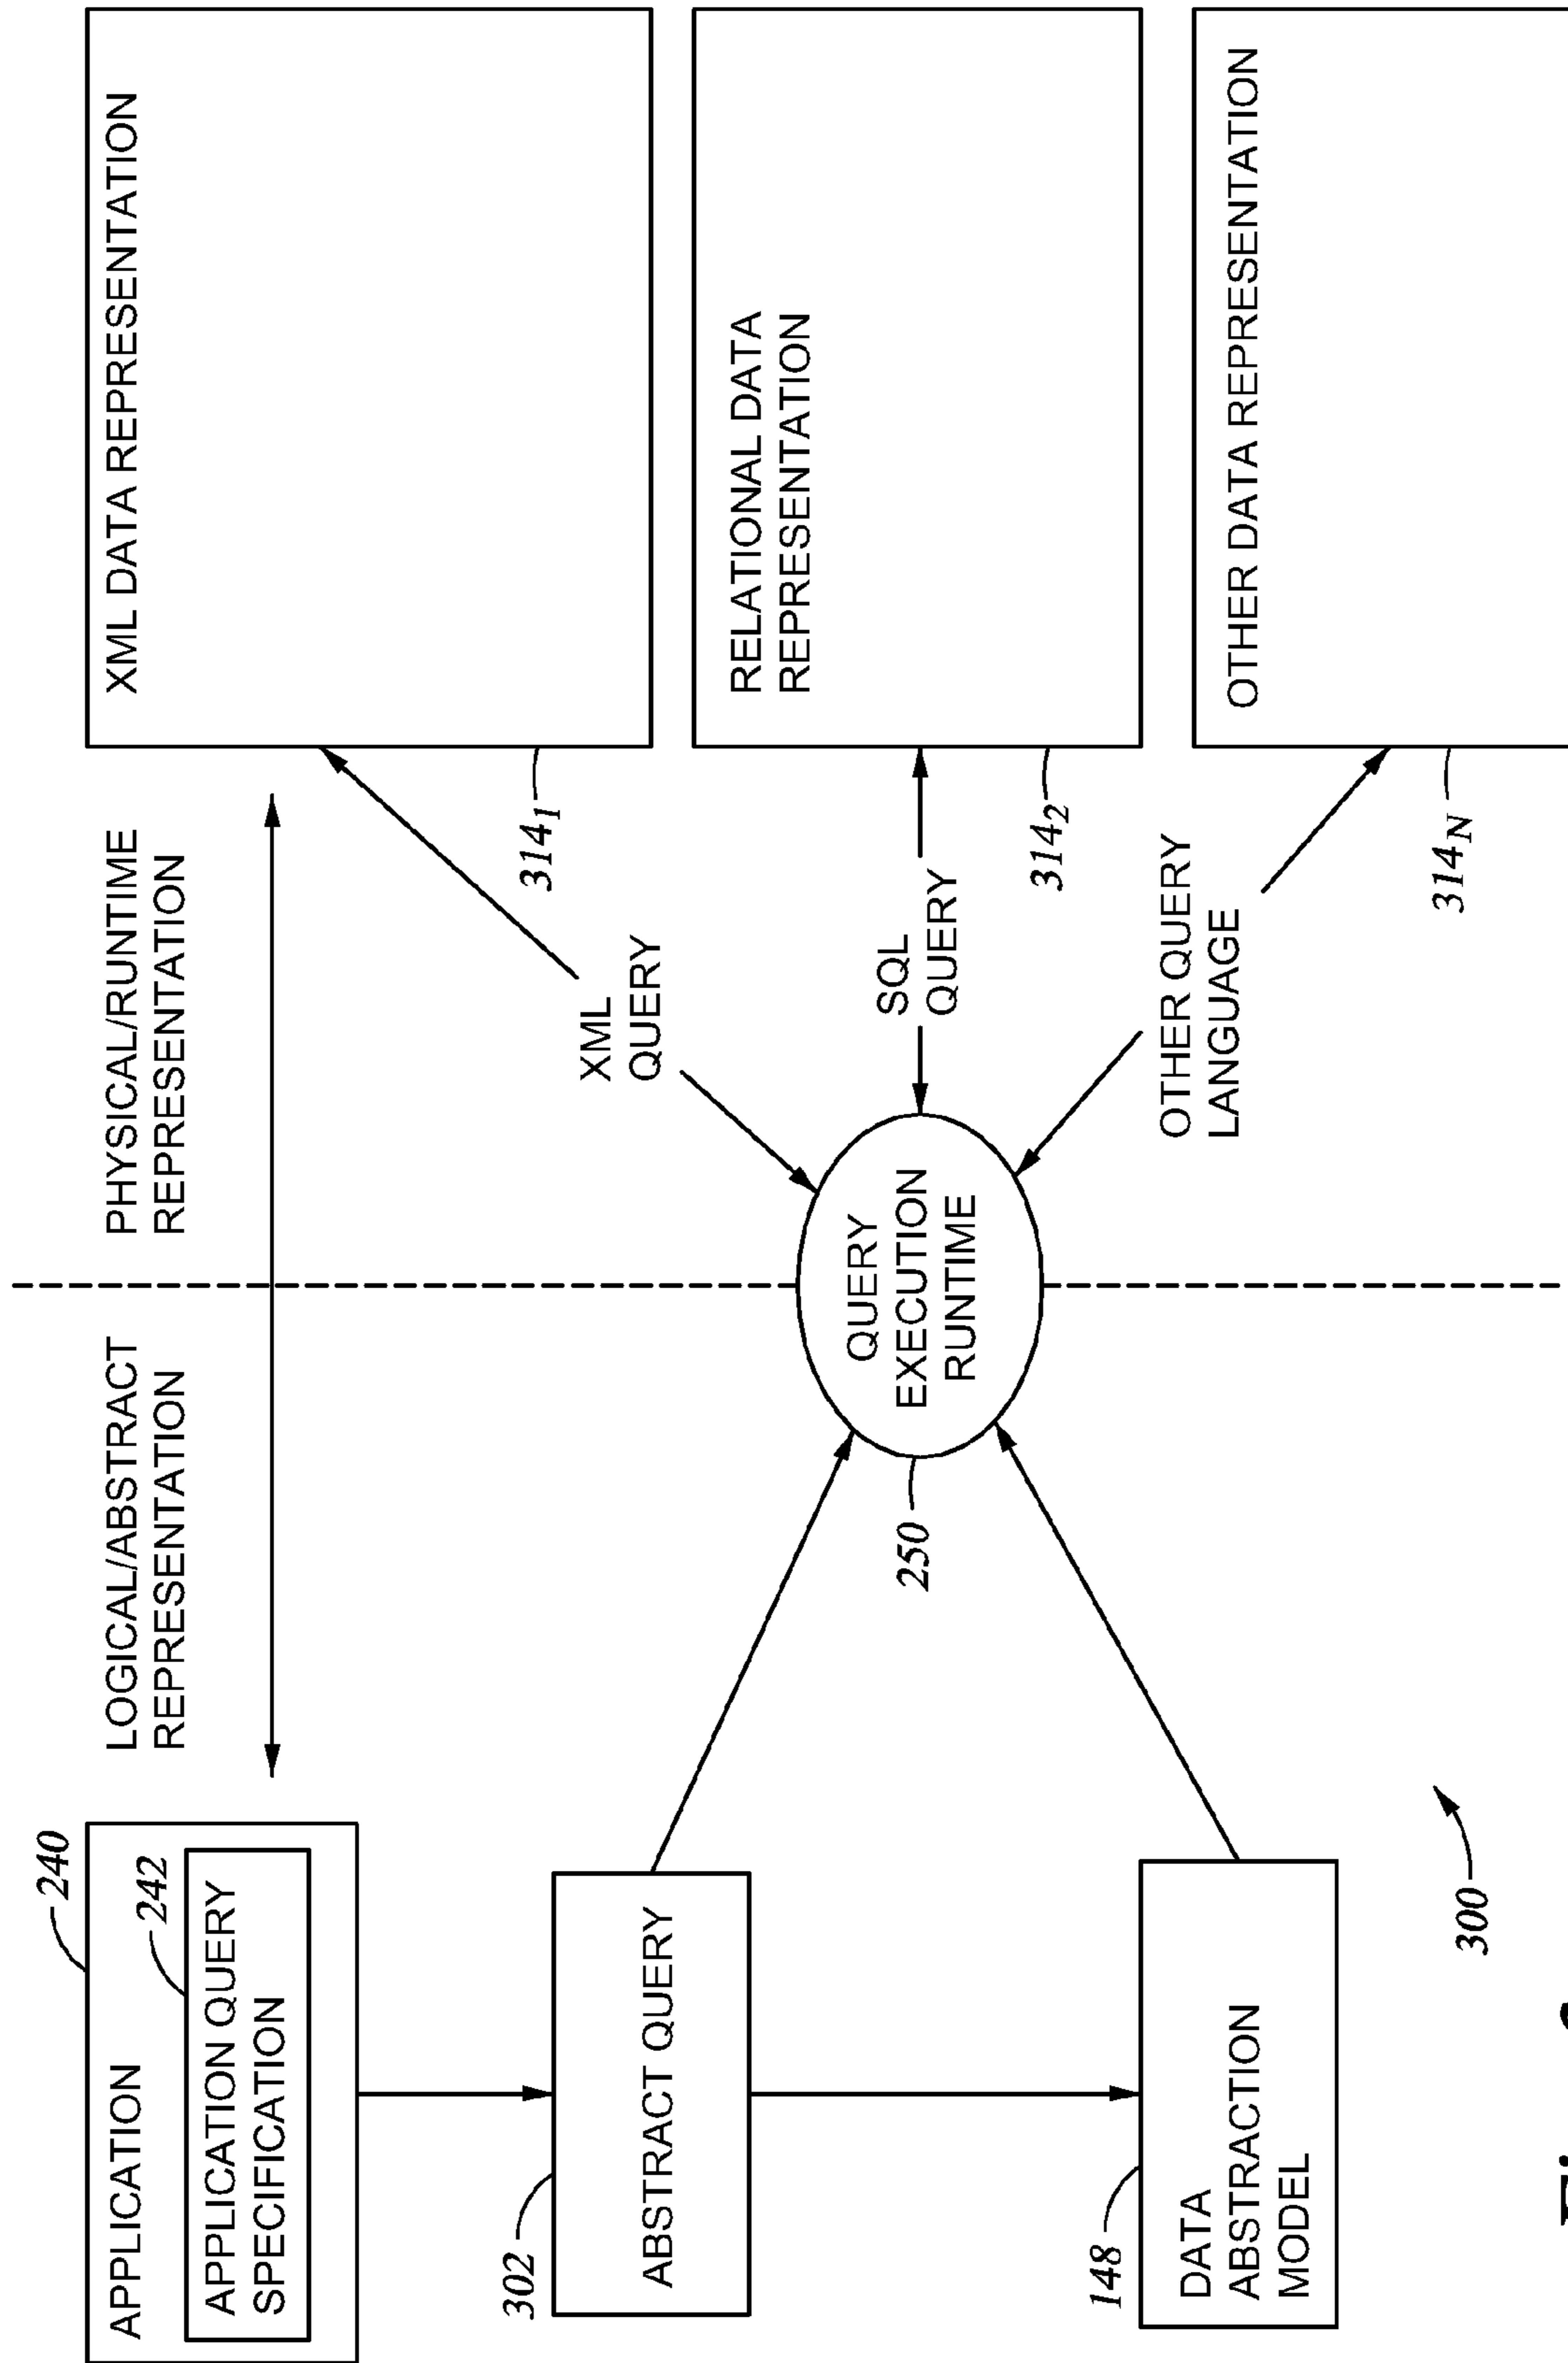 APPLICATION
240
APPLICATION QUERY
SPECIFICATION
242
LOGICAL/ABSTRACT
REPRESENTATION
PHYSICAL/RUNTIME
REPRESENTATION
XML DATA REPRESENTATION
314₁
302
ABSTRACT QUERY
XML
QUERY
QUERY
EXECUTION
RUNTIME
250
SQL
QUERY
RELATIONAL DATA
REPRESENTATION
314₂
148
DATA
ABSTRACTION
MODEL
OTHER QUERY
LANGUAGE
OTHER DATA REPRESENTATION
314N
300